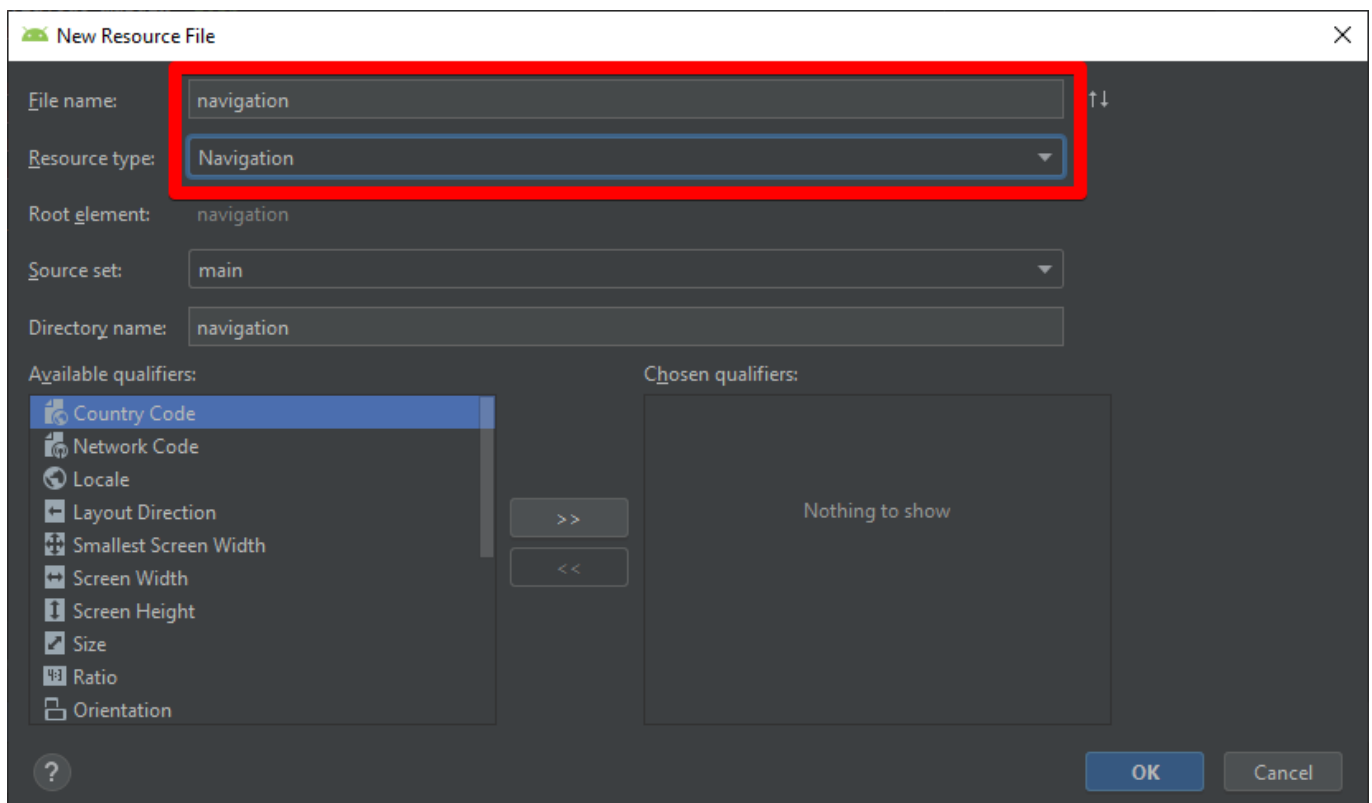 New Resource File
File name: navigation
Resource type: Navigation
Root element: navigation
Source set: main
Directory name: navigation
Available qualifiers: Chosen qualifiers:
Country Code
Network Code
Locale
Layout Direction
Nothing to show
>>
Smallest Screen Width
<<
Screen Width
Screen Height
Size
4:3 Ratio
Orientation
? OK Cancel